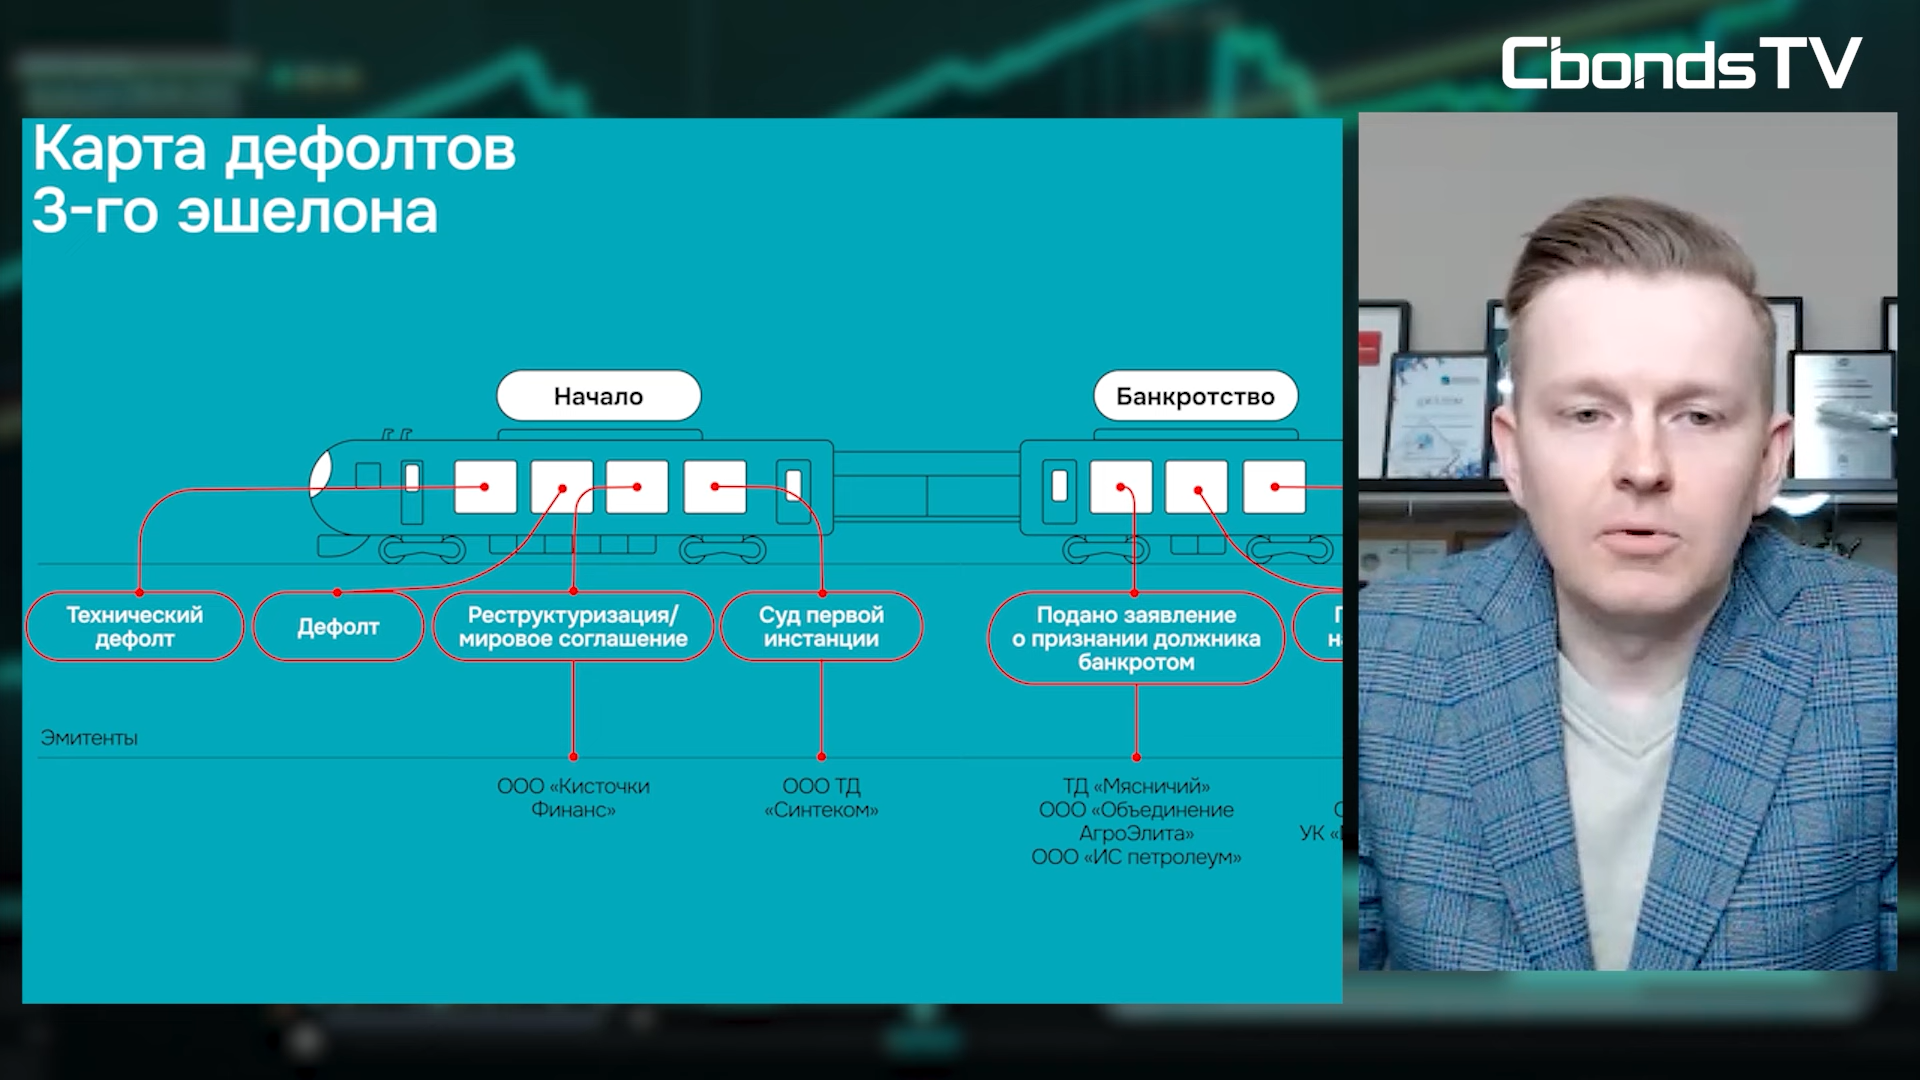 Cbonds TV
Карта дефолтов
3-го эшелона
Начало
Банкротство
Технический
дефолт
Дефолт
Реструктуризация/
мировое соглашение
Суд первой
инстанции
Подано заявление
о признании должника
банкротом
Эмитенты
ООО «Кисточки
Финанс»
ООО ТД
«Синтеком»
ТД «Мясничий»
ООО «Объединение
АгроЭлита»
ООО «ИС петролеум»
УК «